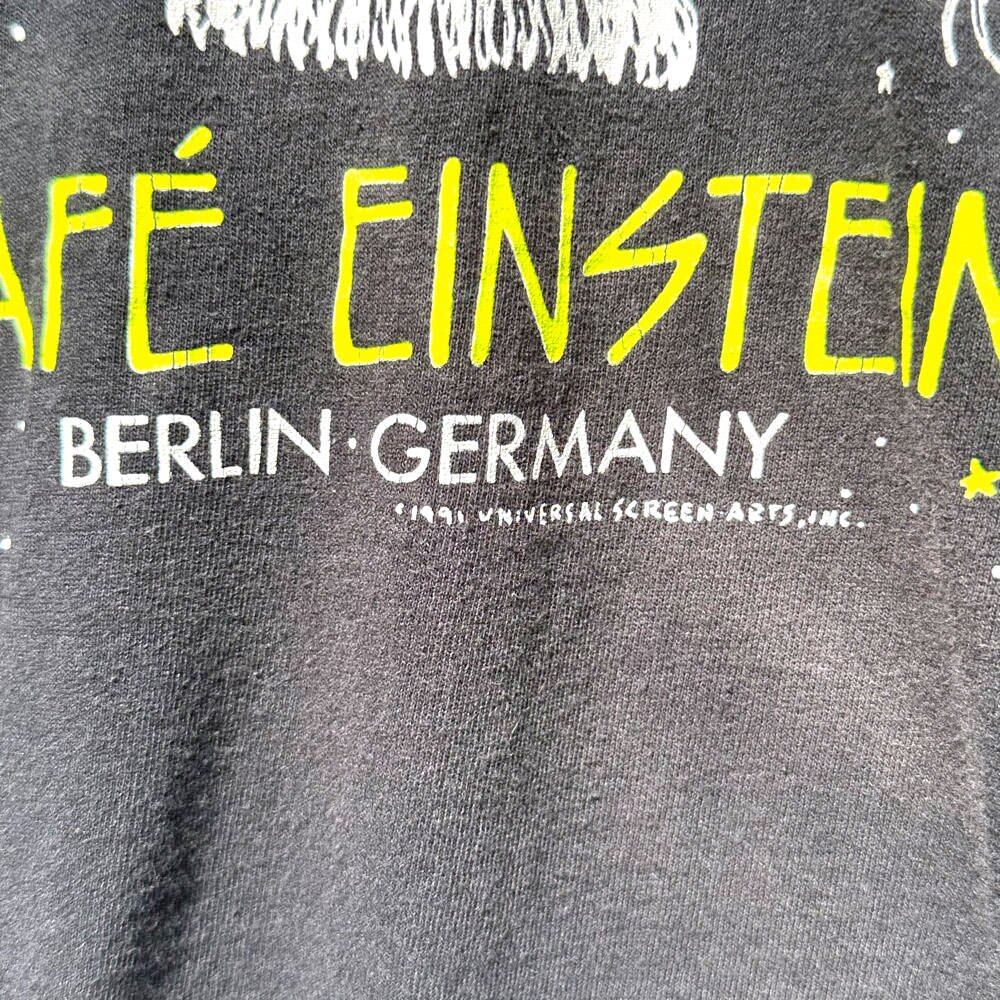 AFÉ EINSTEIN
BERLIN·GERMANY
©1991 UNIVERSAL SCREEN ARTS, INC.